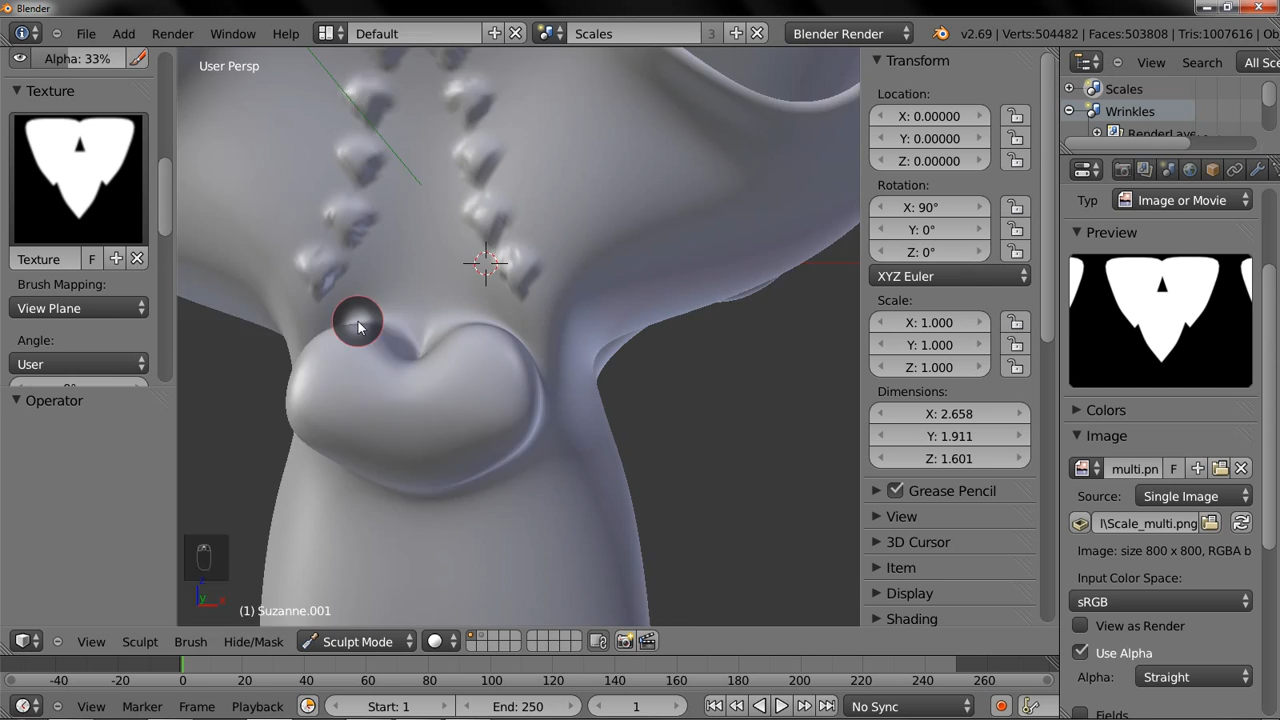 Blender
File Add Render Window Help Default Scales 3 Blender Render v2.69 | Verts:504482 | Faces:503808 | Tris:1007616 | Ob
Alpha: 33%
Texture
Texture F
Brush Mapping:
View Plane
Angle:
User
Operator
User Persp
(1) Suzanne.001
Transform
Location:
X: 0.00000
Y: 0.00000
Z: 0.00000
Rotation:
X: 90°
Y: 0°
Z: 0°
XYZ Euler
Scale:
X: 1.000
Y: 1.000
Z: 1.000
Dimensions:
X: 2.658
Y: 1.911
Z: 1.601
Grease Pencil
View
3D Cursor
Item
Display
Shading
View Search All Sce
Scales
Wrinkles
RenderLaye
Typ Image or Movie
Preview
Colors
Image
multi.pn F
Source: Single Image
l\Scale_multi.png
Image: size 800 x 800, RGBA b
Input Color Space:
sRGB
View as Render
Use Alpha
Alpha: Straight
Fields
View Sculpt Brush Hide/Mask Sculpt Mode
-40 -20 0 20 40 60 80 100 120 140 160 180 200 220 240 260
View Marker Frame Playback Start: 1 End: 250 1 No Sync